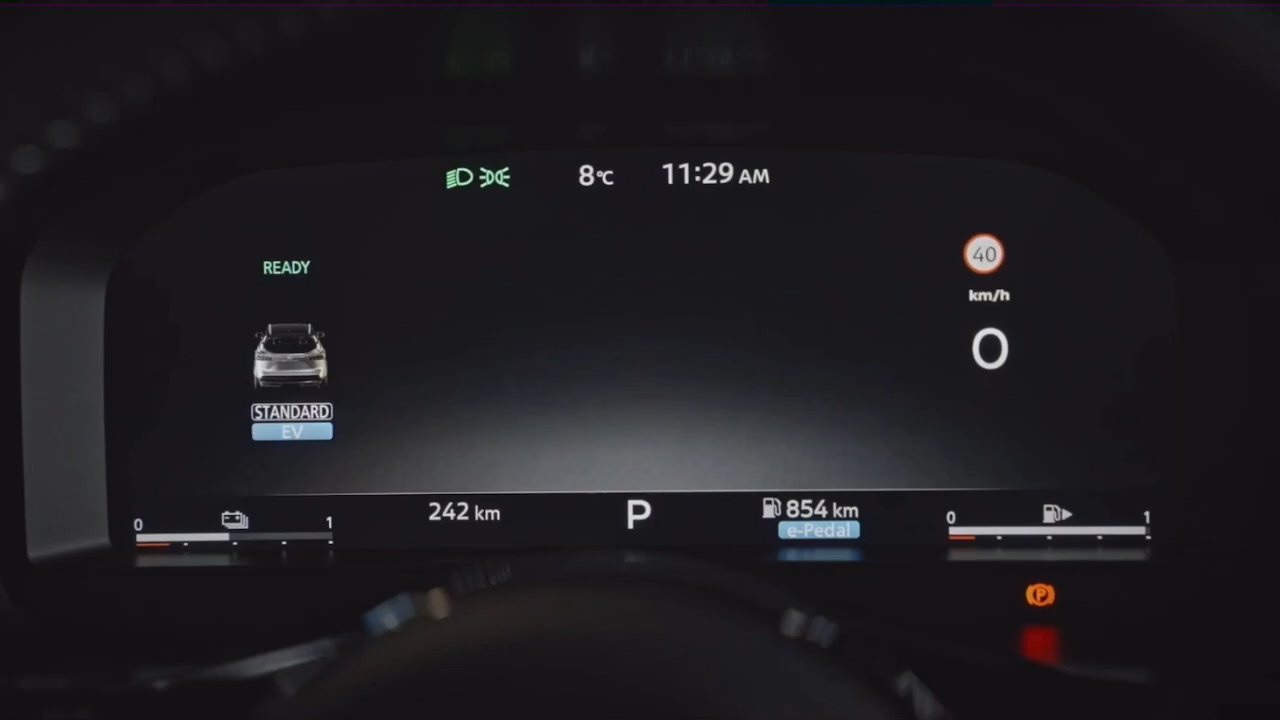 8°C 11:29 AM
READY
40
km/h
0
STANDARD
EV
0 1
242 km
P
854 km
e-Pedal
0 1
P